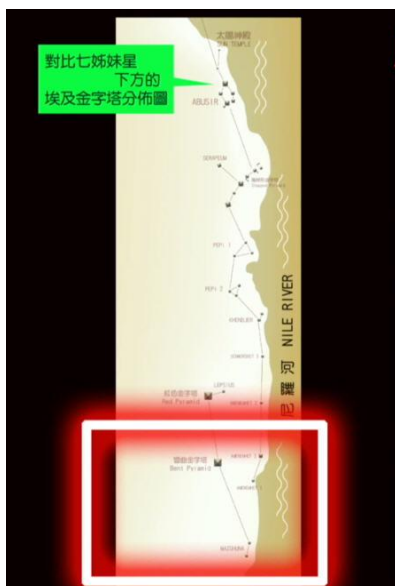 太陽神殿
SUN TEMPLE
對比七姊妹星
下方的
埃及金字塔分佈圖
ABUSIR
SERAPEUM
PEPI 1
PEPI 2
KHENDJER
尼羅河 NILE RIVER
LEPSIUS
紅色金字塔
Red Pyramid
彎曲金字塔
Bent Pyramid
MAZGHUNA